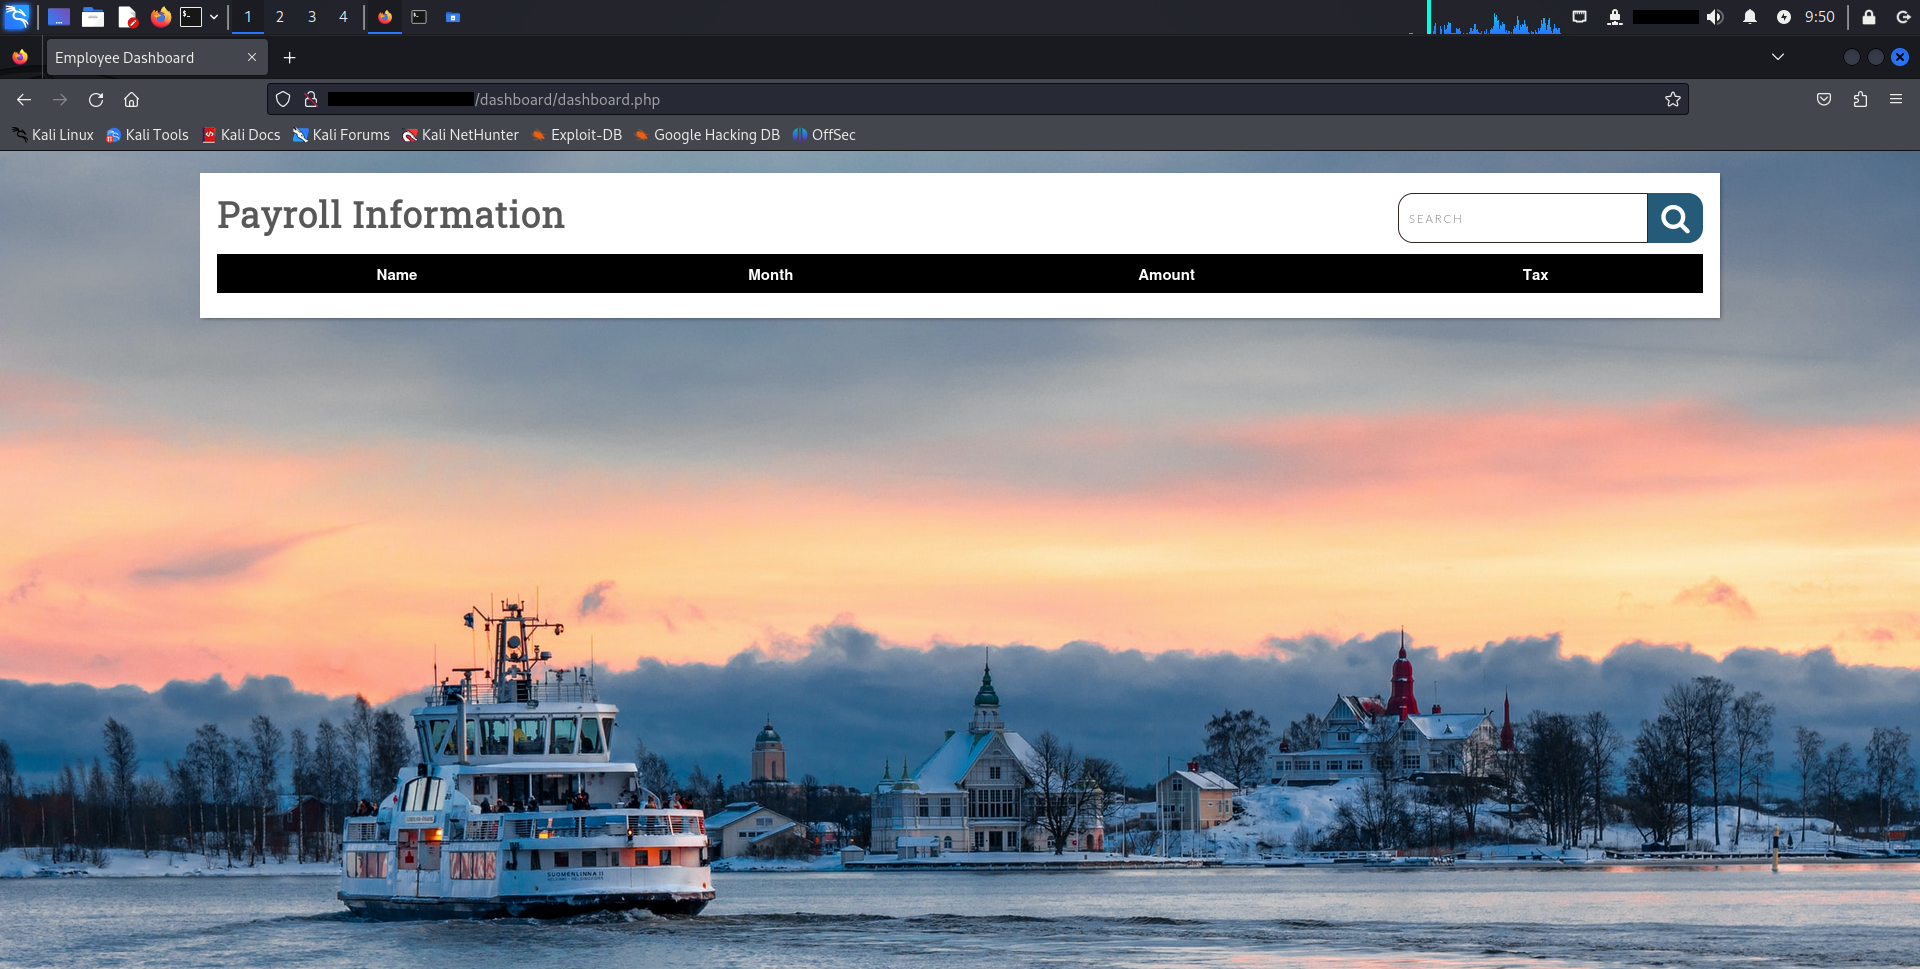 1 2 3 4 9:50
Employee Dashboard
/dashboard/dashboard.php
Kali Linux Kali Tools Kali Docs Kali Forums Kali NetHunter Exploit-DB Google Hacking DB OffSec
Payroll Information
SEARCH
Name Month Amount Tax
SUOMENLINNA II